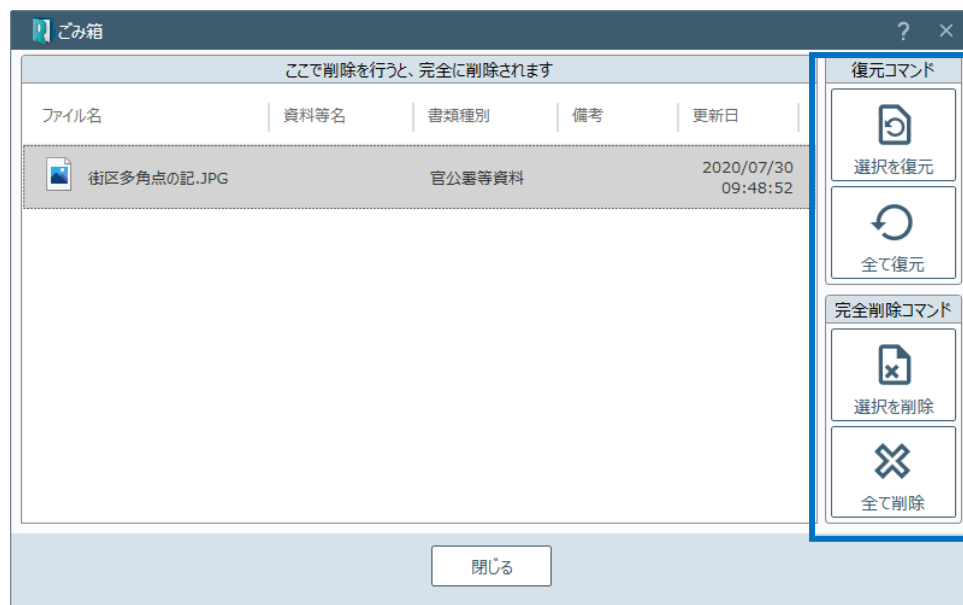 ごみ箱
? ×
ここで削除を行うと、完全に削除されます
ファイル名 資料等名 書類種別 備考 更新日
街区多角点の記.JPG 官公署等資料 2020/07/30
09:48:52
復元コマンド
選択を復元
全て復元
完全削除コマンド
選択を削除
全て削除
閉じる